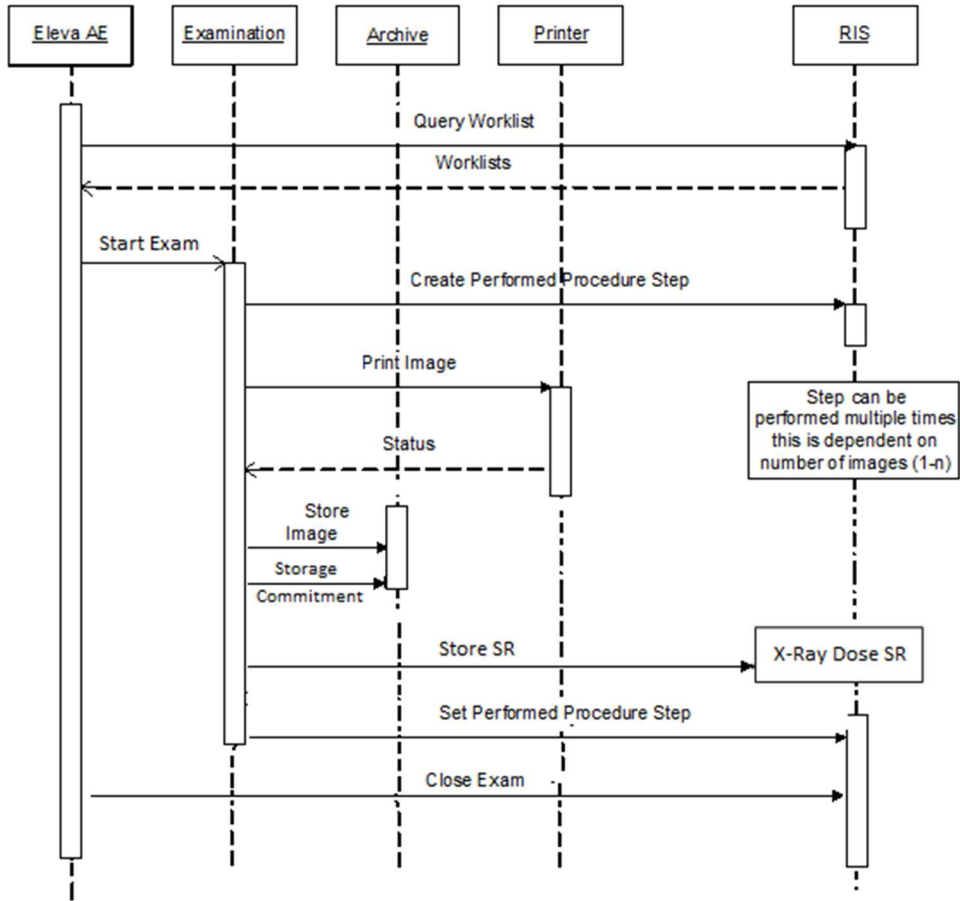 Eleva AE
Examination
Archive
Printer
RIS
Query Worklist
Worklists
Start Exam
Create Performed Procedure Step
Print Image
Step can be
performed multiple times
this is dependent on
number of images (1-n)
Status
Store
Image
Storage
Commitment
Store SR
X-Ray Dose SR
Set Performed Procedure Step
Close Exam